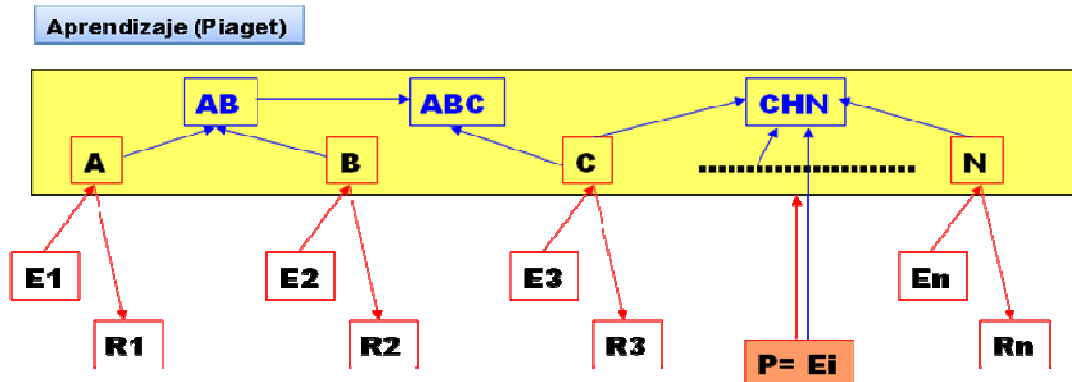 Aprendizaje (Piaget)
AB
ABC
CHN
A
B
C
N
E1
E2
E3
En
R1
R2
R3
P= Ei
Rn